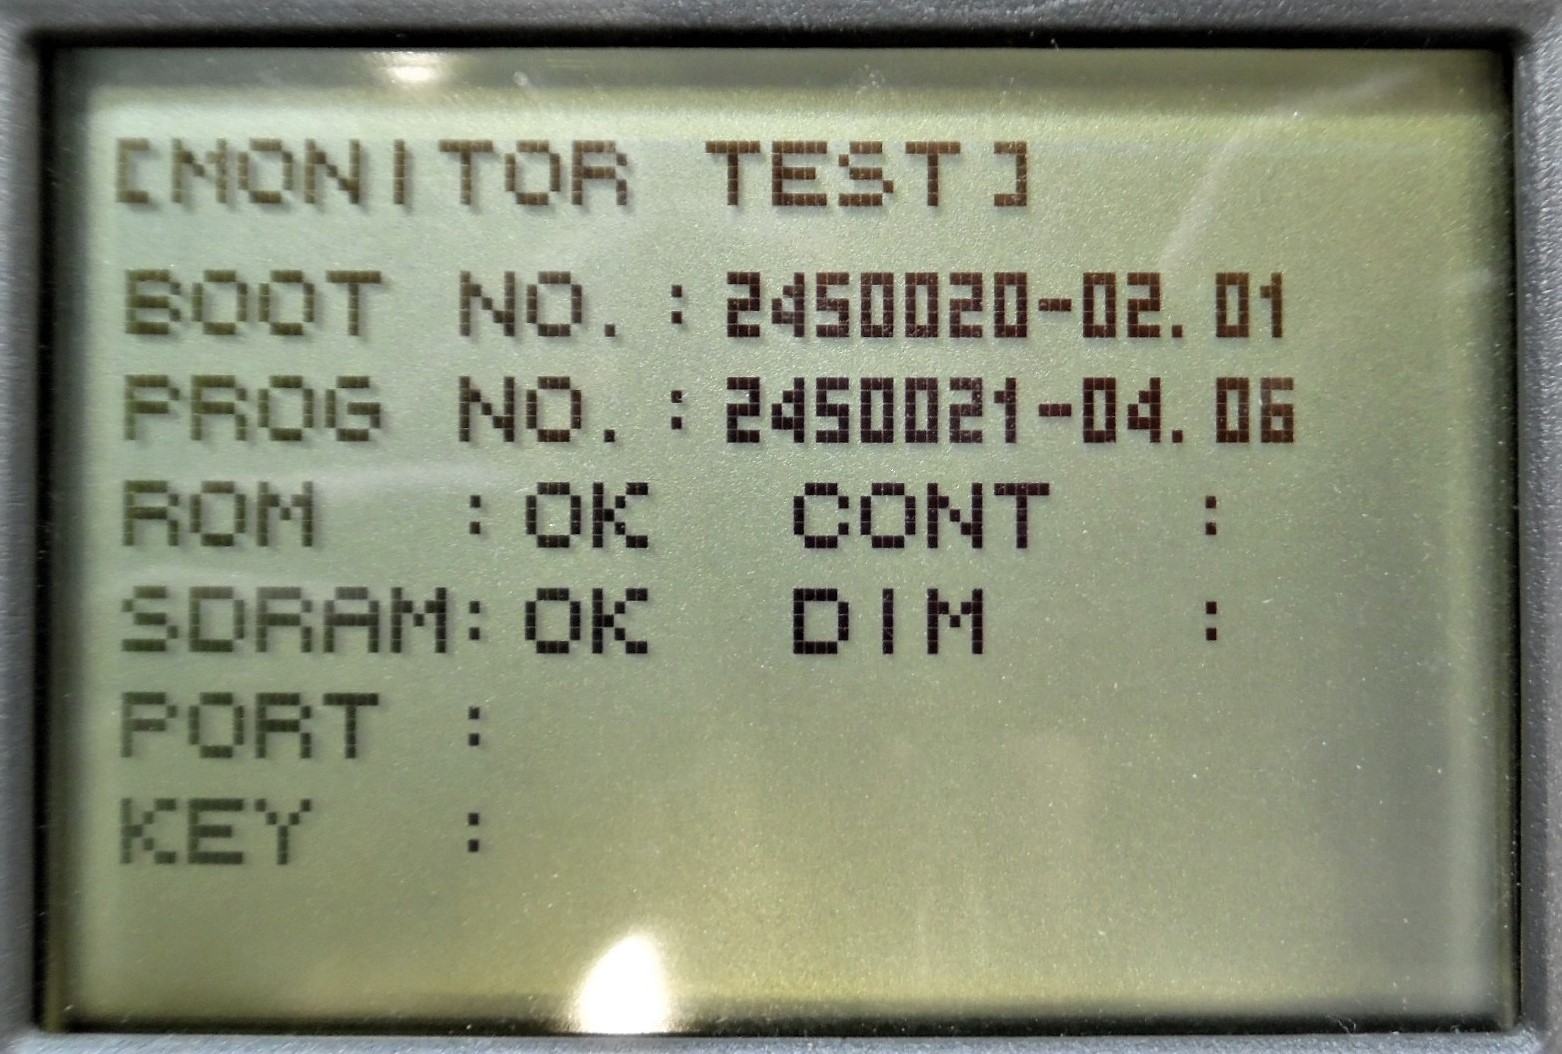 [MONITOR TEST]
BOOT NO. : 2450020-02.01
PROG NO. : 2450021-04.06
ROM : OK CONT :
SDRAM: OK DIM :
PORT :
KEY :